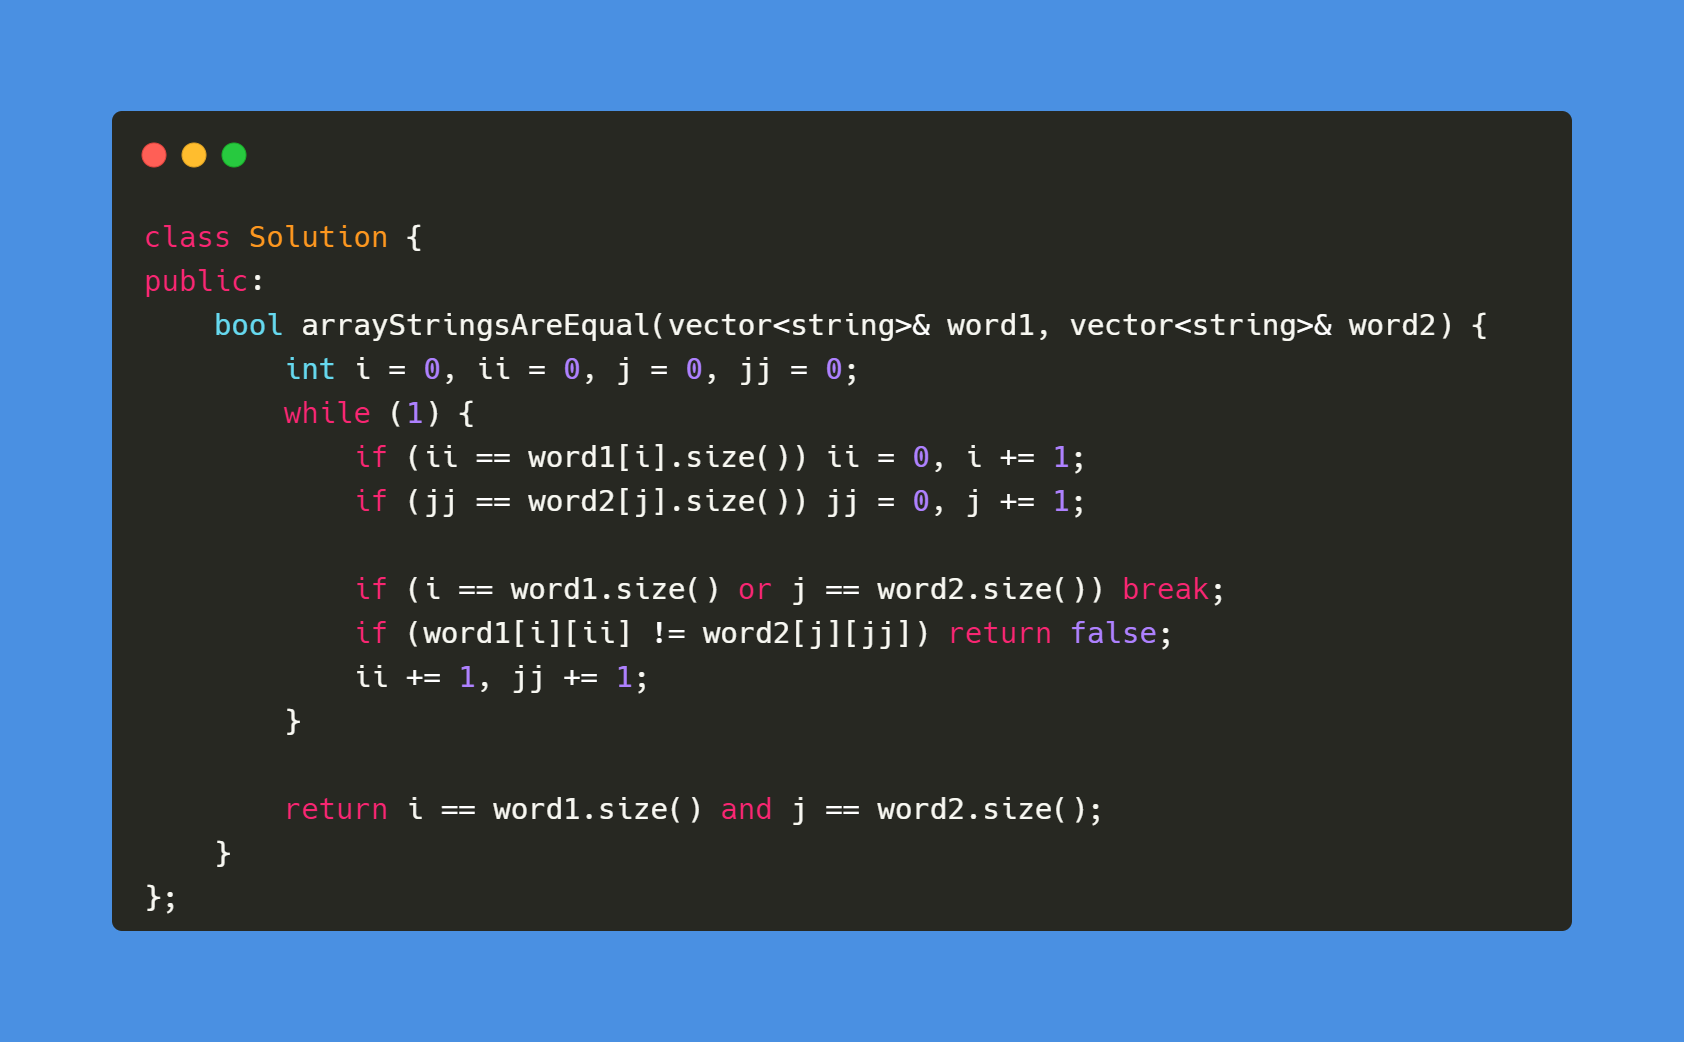 class Solution {
public:
    bool arrayStringsAreEqual(vector<string>& word1, vector<string>& word2) {
        int i = 0, ii = 0, j = 0, jj = 0;
        while (1) {
            if (ii == word1[i].size()) ii = 0, i += 1;
            if (jj == word2[j].size()) jj = 0, j += 1;

            if (i == word1.size() or j == word2.size()) break;
            if (word1[i][ii] != word2[j][jj]) return false;
            ii += 1, jj += 1;
        }

        return i == word1.size() and j == word2.size();
    }
};